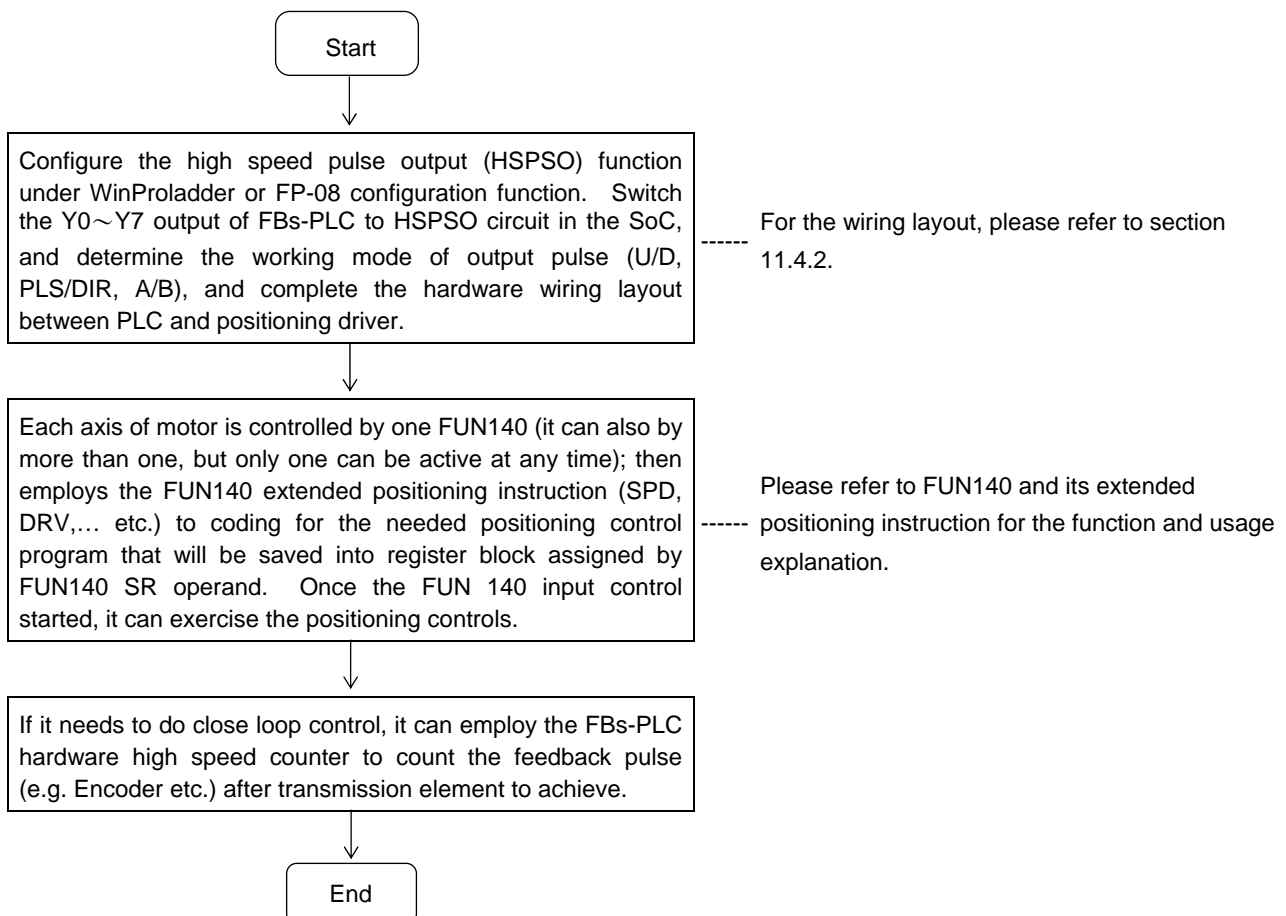 Start
Configure the high speed pulse output (HSPSO) function
under WinProladder or FP-08 configuration function. Switch
the Y0～Y7 output of FBs-PLC to HSPSO circuit in the SoC,
and determine the working mode of output pulse (U/D,
PLS/DIR, A/B), and complete the hardware wiring layout
between PLC and positioning driver.
------ For the wiring layout, please refer to section
11.4.2.
Each axis of motor is controlled by one FUN140 (it can also by
more than one, but only one can be active at any time); then
employs the FUN140 extended positioning instruction (SPD,
DRV,… etc.) to coding for the needed positioning control
program that will be saved into register block assigned by
FUN140 SR operand. Once the FUN 140 input control
started, it can exercise the positioning controls.
Please refer to FUN140 and its extended
------ positioning instruction for the function and usage
explanation.
If it needs to do close loop control, it can employ the FBs-PLC
hardware high speed counter to count the feedback pulse
(e.g. Encoder etc.) after transmission element to achieve.
End